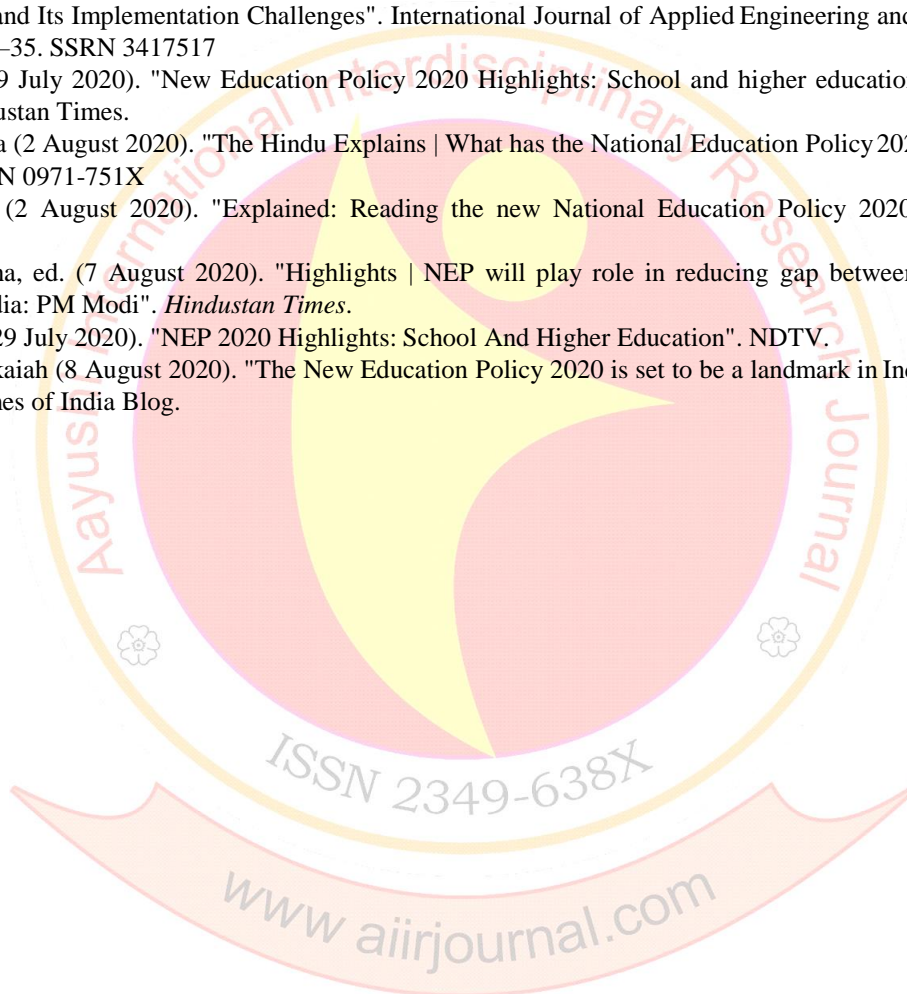 and Its Implementation Challenges". International Journal of Applied Engineering and
–35. SSRN 3417517
9 July 2020). "New Education Policy 2020 Highlights: School and higher education
ustan Times.
a (2 August 2020). "The Hindu Explains | What has the National Education Policy 202
N 0971-751X
(2 August 2020). "Explained: Reading the new National Education Policy 2020
na, ed. (7 August 2020). "Highlights | NEP will play role in reducing gap between
dia: PM Modi". Hindustan Times.
29 July 2020). "NEP 2020 Highlights: School And Higher Education". NDTV.
kaiah (8 August 2020). "The New Education Policy 2020 is set to be a landmark in Ind
nes of India Blog.
Aayushi International Interdisciplinary Research Journal
ISSN 2349-638X
www aiirjournal.com